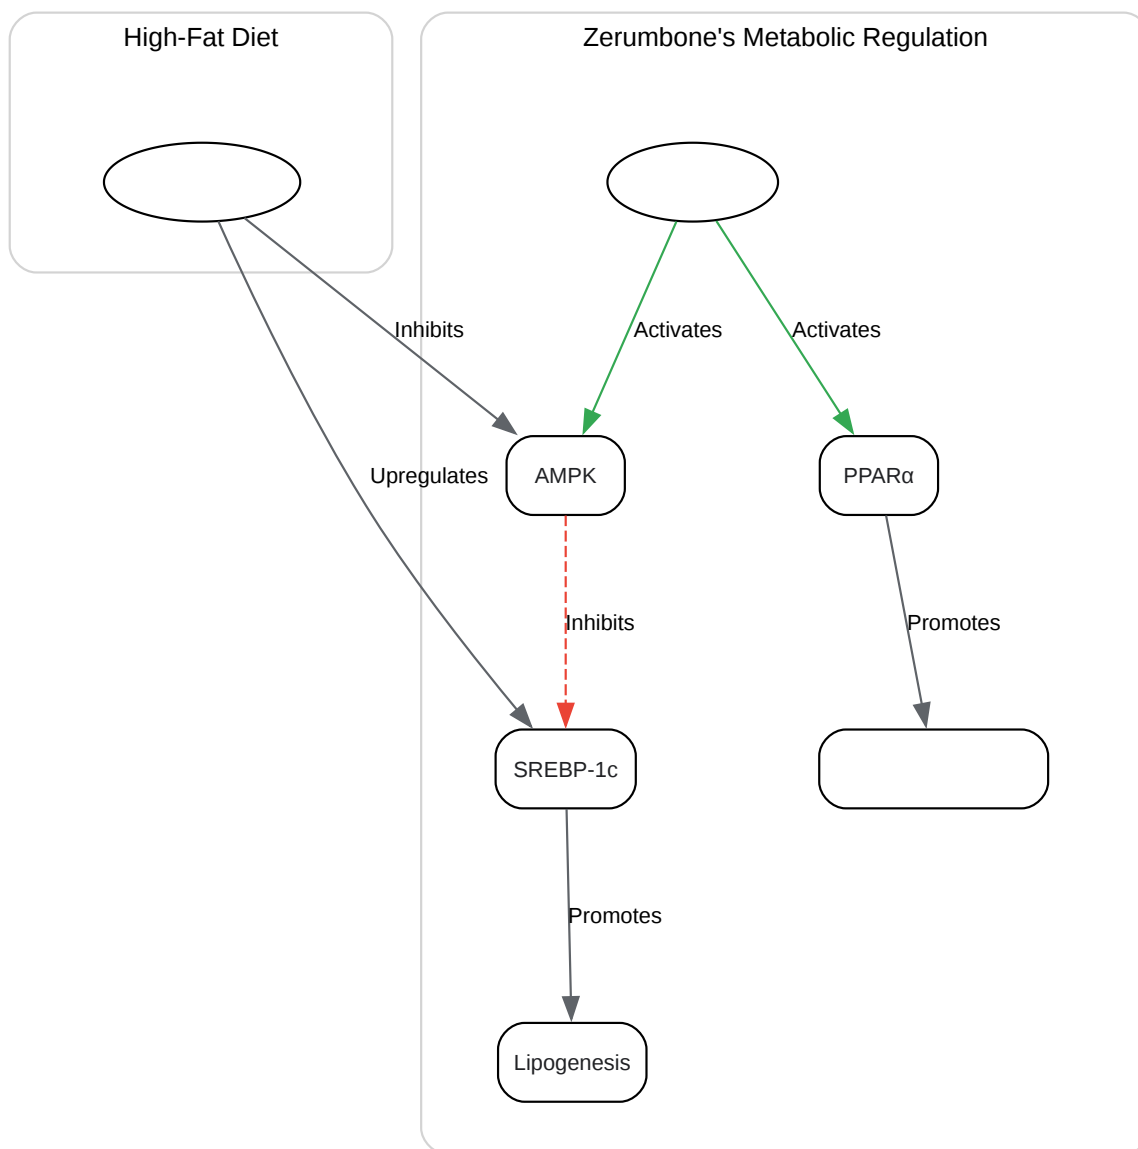 High-Fat Diet
Zerumbone's Metabolic Regulation
Inhibits
Activates
Activates
Upregulates
AMPK
PPARα
Inhibits
Promotes
SREBP-1c
Promotes
Lipogenesis